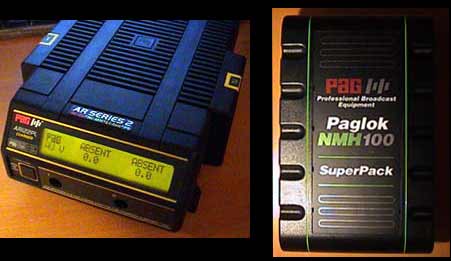 AR SERIES 2
PAG
PAG ABSENT ABSENT
0.0 0.0
PAG
Professional Broadcast
Equipment
Paglok
NMH100
SuperPack